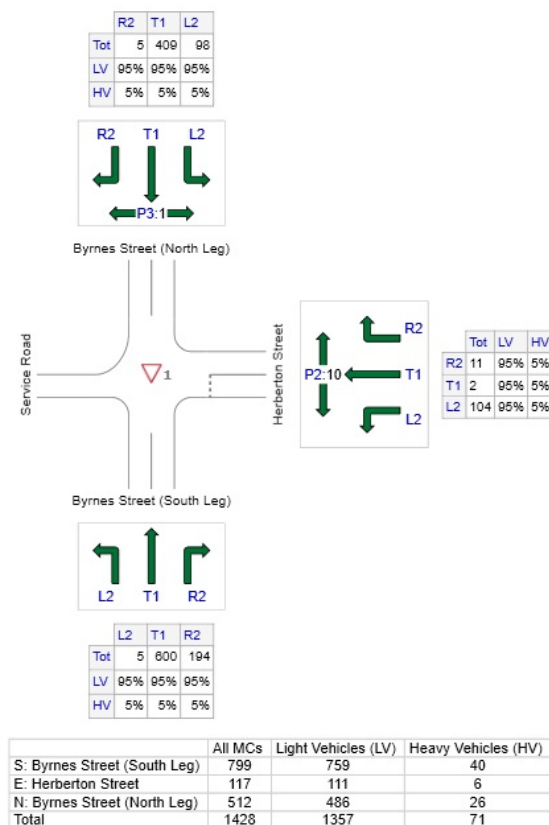 R2 T1 L2
Tot 5 409 98
LV 95% 95% 95%
HV 5% 5% 5%
R2 T1 L2
P3:1
Byrnes Street (North Leg)
Service Road
1
Herberton Street
R2
P2:10 T1
L2
Tot LV HV
R2 11 95% 5%
T1 2 95% 5%
L2 104 95% 5%
Byrnes Street (South Leg)
L2 T1 R2
L2 T1 R2
Tot 5 600 194
LV 95% 95% 95%
HV 5% 5% 5%
All MCs Light Vehicles (LV) Heavy Vehicles (HV)
S: Byrnes Street (South Leg) 799 759 40
E: Herberton Street 117 111 6
N: Byrnes Street (North Leg) 512 486 26
Total 1428 1357 71